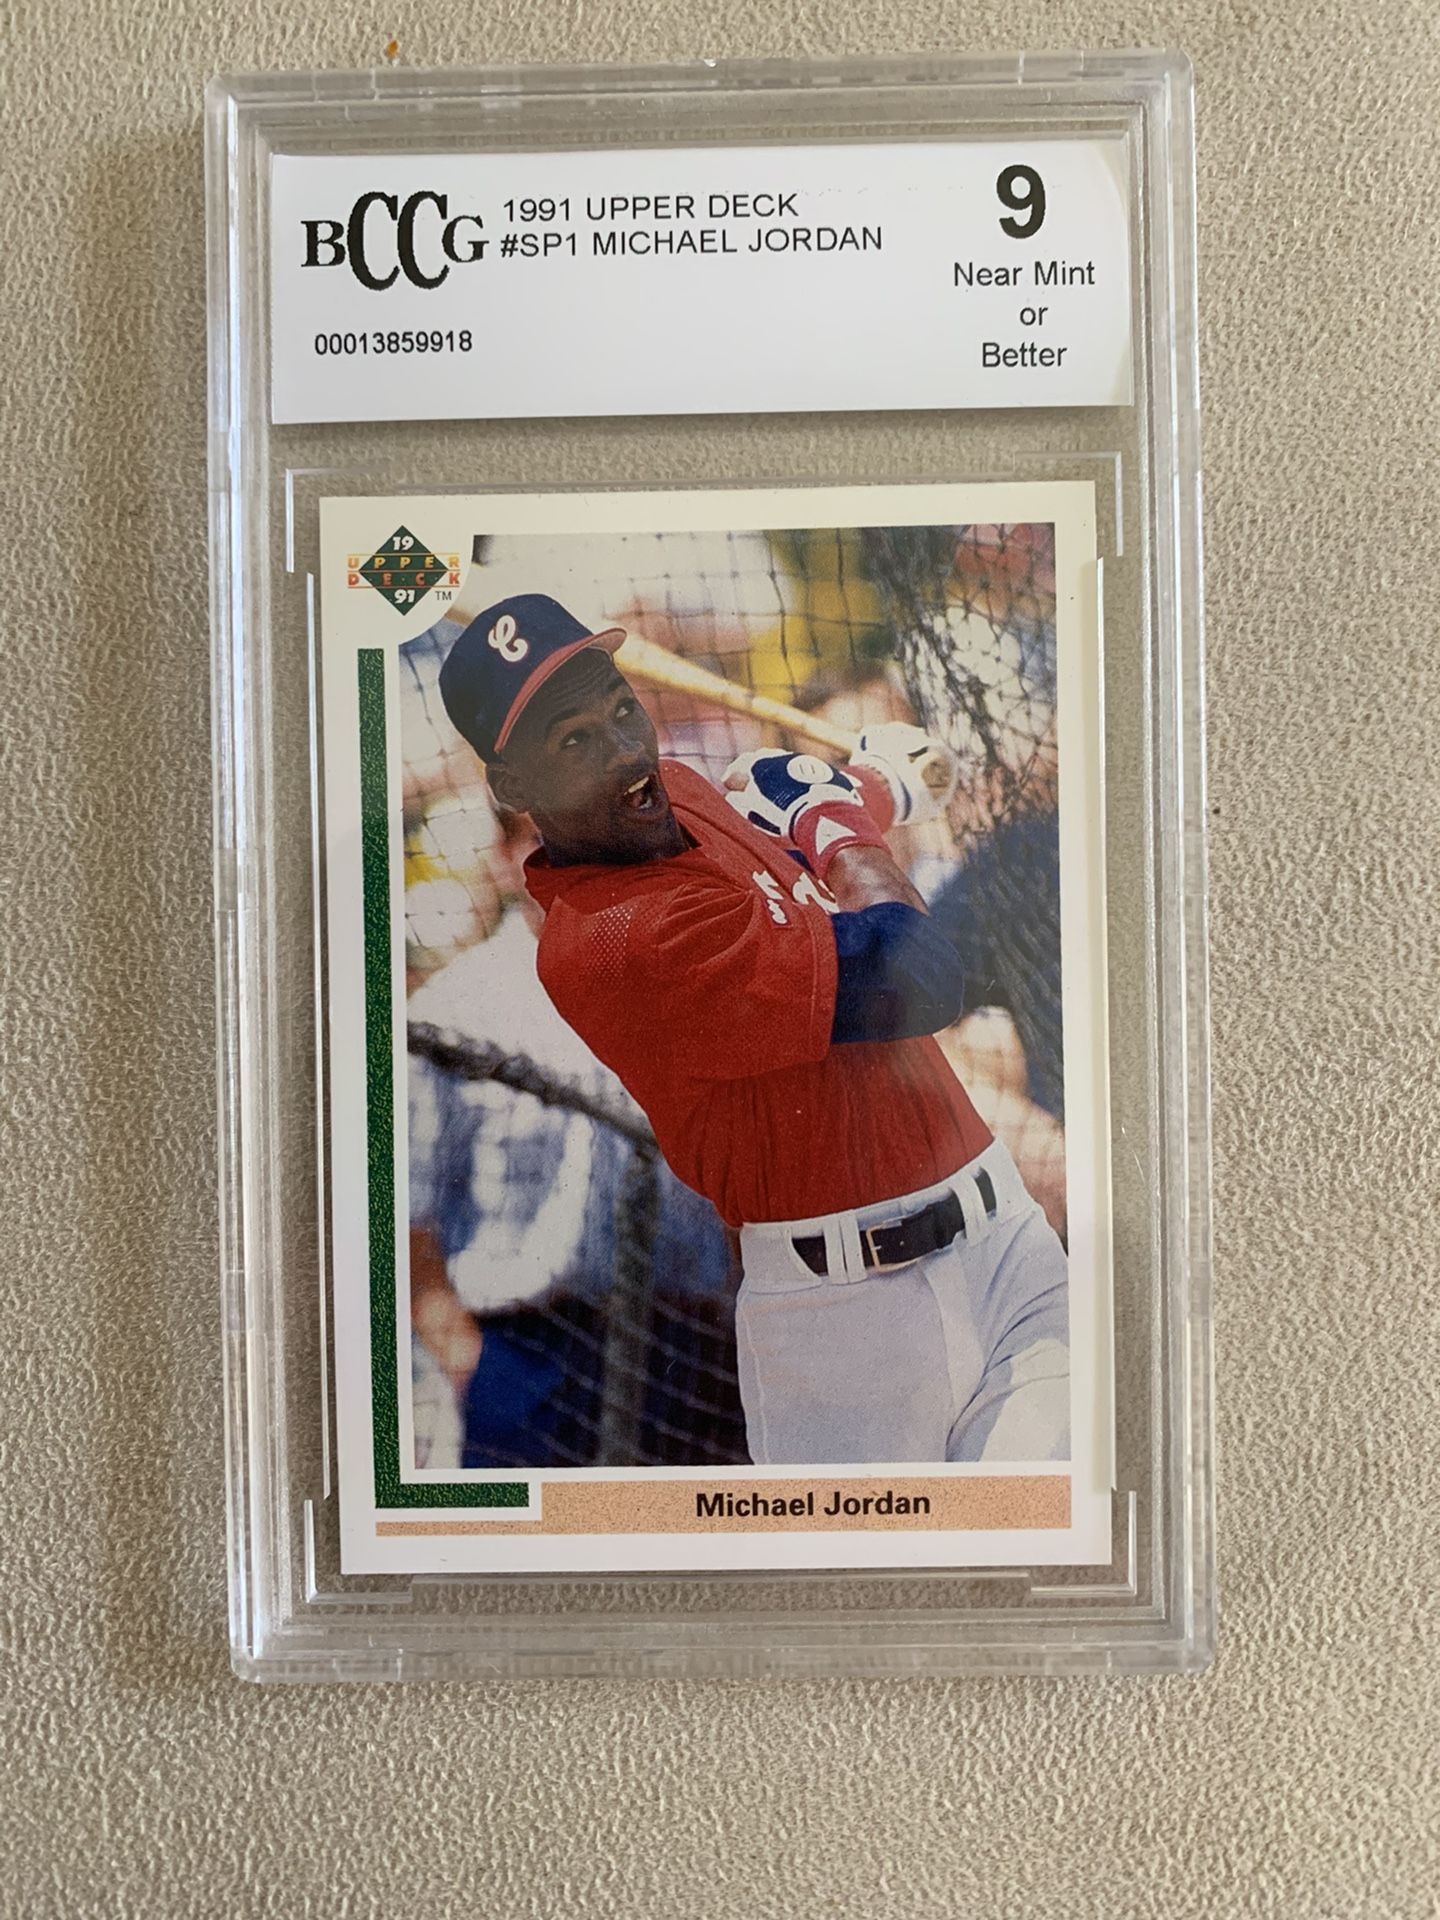 BCCG
1991 UPPER DECK
#SP1 MICHAEL JORDAN
00013859918
9
Near Mint
or
Better
19
UPPER
DECK
91 TM
C
Michael Jordan